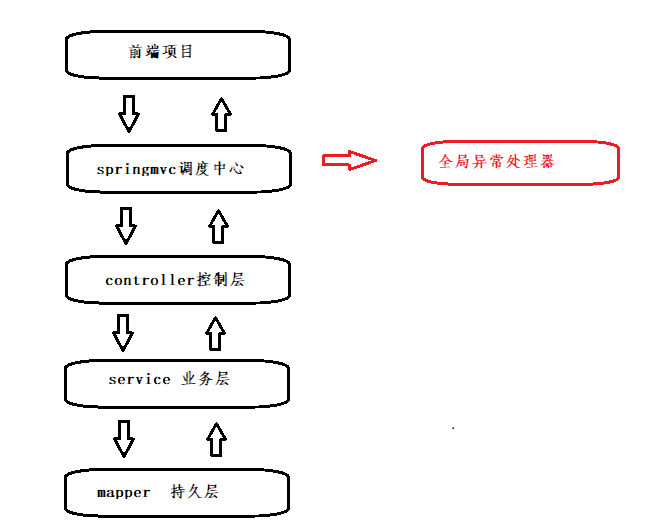 前端项目
springmvc调度中心
全局异常处理器
controller控制层
service 业务层
mapper 持久层